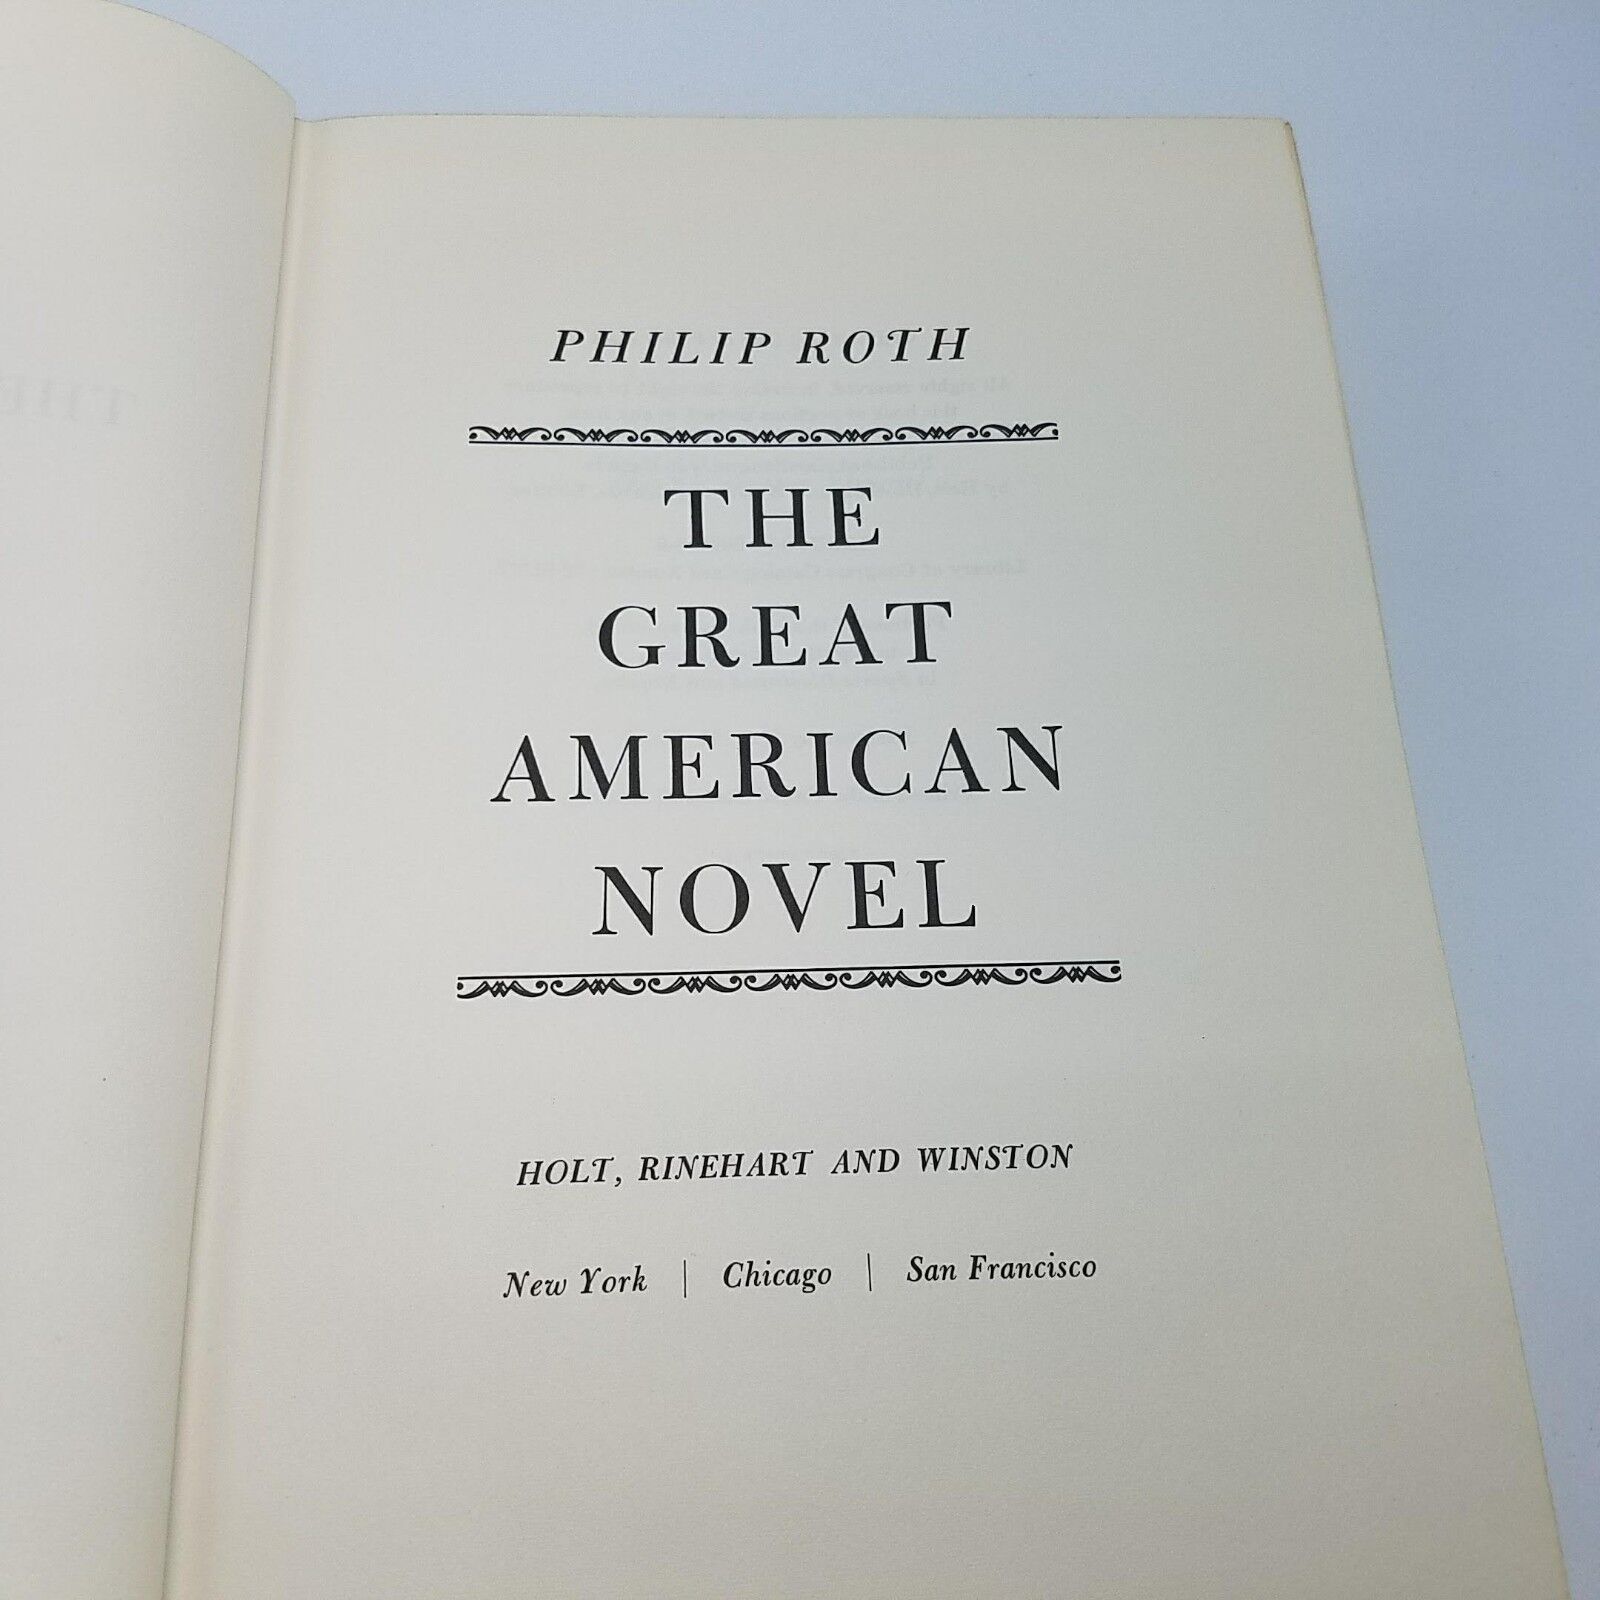 PHILIP ROTH
THE
GREAT
AMERICAN
NOVEL
HOLT, RINEHART AND WINSTON
New York | Chicago | San Francisco